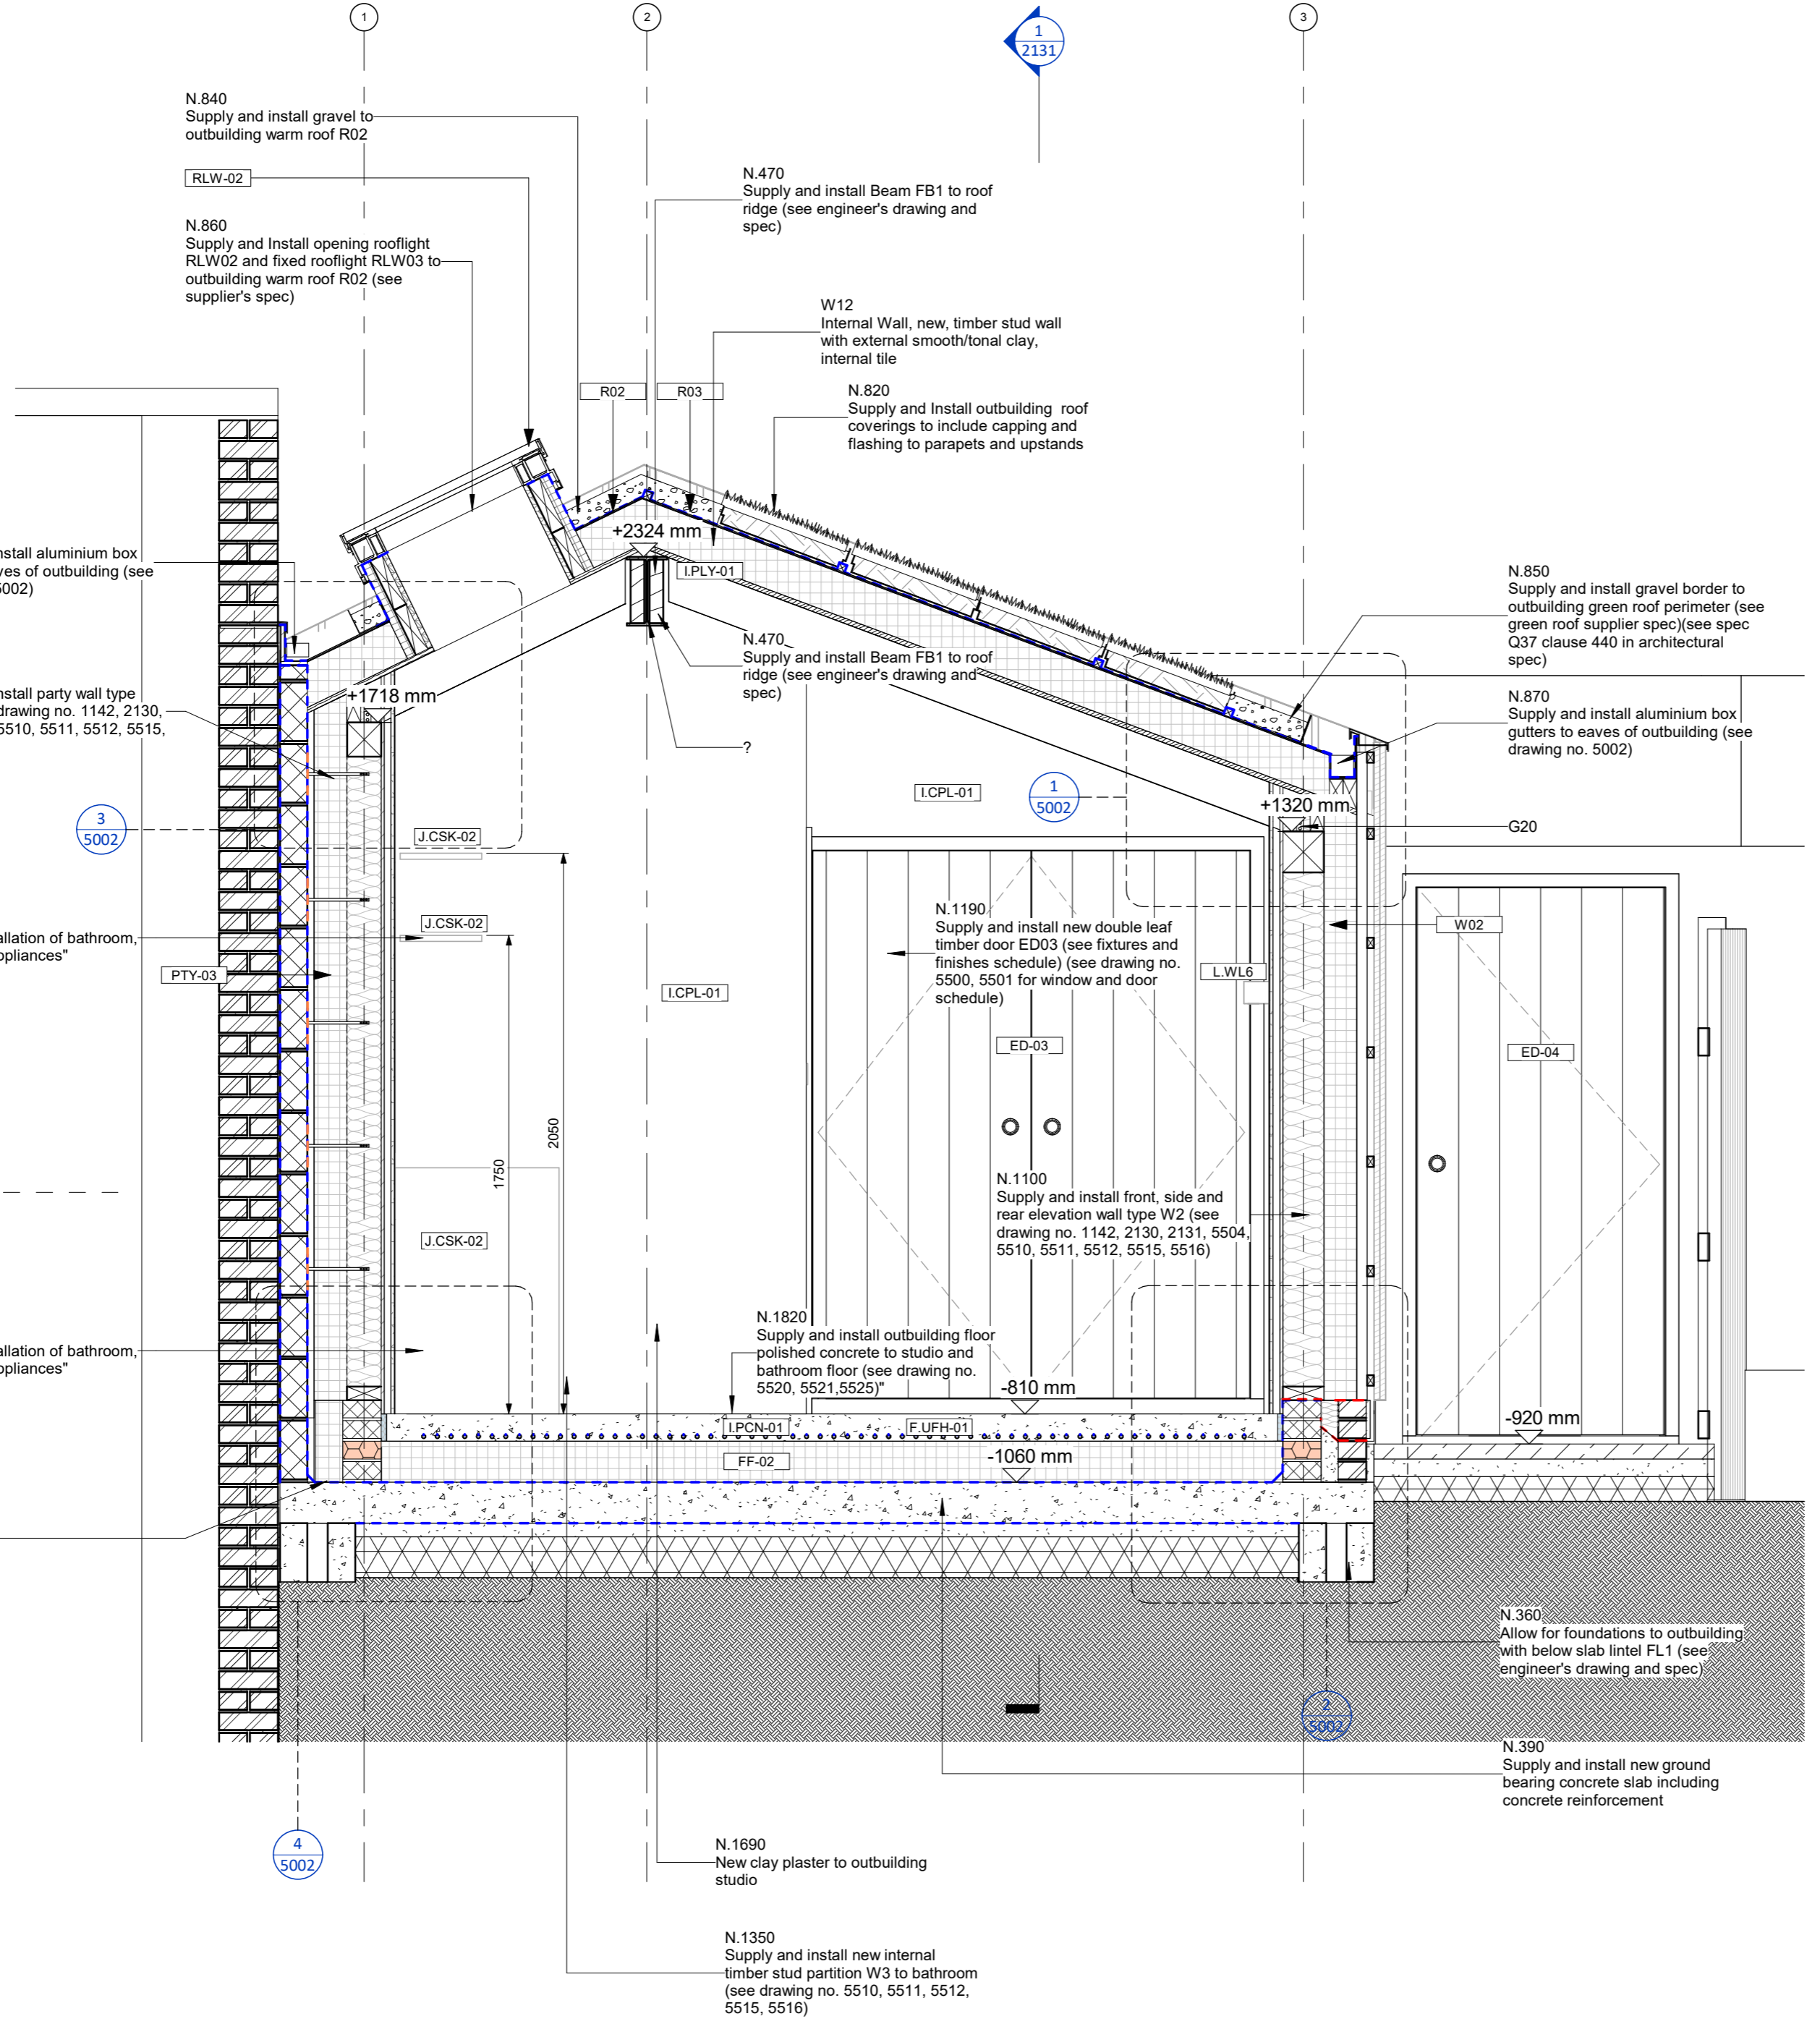 1
2
3
1
2131
N.840
Supply and install gravel to
outbuilding warm roof R02
RLW-02
N.860
Supply and Install opening rooflight
RLW02 and fixed rooflight RLW03 to
outbuilding warm roof R02 (see
supplier's spec)
N.470
Supply and install Beam FB1 to roof
ridge (see engineer's drawing and
spec)
W12
Internal Wall, new, timber stud wall
with external smooth/tonal clay,
internal tile
R02
R03
N.820
Supply and Install outbuilding roof
coverings to include capping and
flashing to parapets and upstands
+2324 mm
I.PLY-01
nstall aluminium box
ves of outbuilding (see
5002)
N.850
Supply and install gravel border to
outbuilding green roof perimeter (see
green roof supplier spec)(see spec
Q37 clause 440 in architectural
spec)
N.470
Supply and install Beam FB1 to roof
ridge (see engineer's drawing and
spec)
nstall party wall type
drawing no. 1142, 2130,
5510, 5511, 5512, 5515,
+1718 mm
N.870
Supply and install aluminium box
gutters to eaves of outbuilding (see
drawing no. 5002)
?
I.CPL-01
1
5002
+1320 mm
G20
3
5002
J.CSK-02
J.CSK-02
allation of bathroom,
ppliances"
PTY-03
I.CPL-01
N.1190
Supply and install new double leaf
timber door ED03 (see fixtures and
finishes schedule) (see drawing no.
5500, 5501 for window and door
schedule)
W02
L.WL6
ED-03
ED-04
2050
1750
N.1100
Supply and install front, side and
rear elevation wall type W2 (see
drawing no. 1142, 2130, 2131, 5504,
5510, 5511, 5512, 5515, 5516)
J.CSK-02
allation of bathroom,
ppliances"
N.1820
Supply and install outbuilding floor
polished concrete to studio and
bathroom floor (see drawing no.
5520, 5521,5525)"
-810 mm
-920 mm
I.PCN-01
F.UFH-01
FF-02
-1060 mm
N.360
Allow for foundations to outbuilding
with below slab lintel FL1 (see
engineer's drawing and spec)
2
5002
N.390
Supply and install new ground
bearing concrete slab including
concrete reinforcement
4
5002
N.1690
New clay plaster to outbuilding
studio
N.1350
Supply and install new internal
timber stud partition W3 to bathroom
(see drawing no. 5510, 5511, 5512,
5515, 5516)